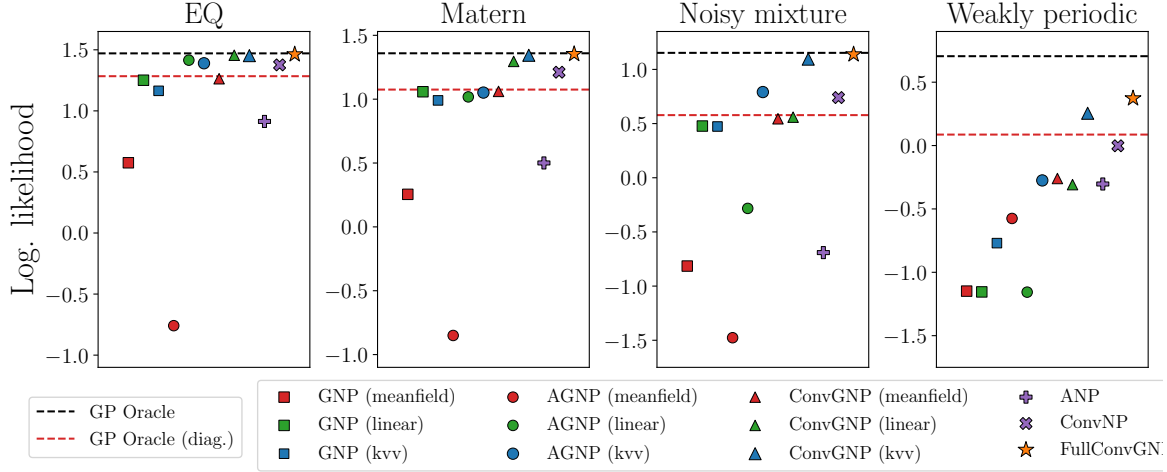 EQ
Matern
Noisy mixture
Weakly periodic
Log. likelihood
1.5
1.0
0.5
0.0
−0.5
−1.0
1.5
1.0
0.5
0.0
−0.5
−1.0
1.0
0.5
0.0
−0.5
−1.0
−1.5
0.5
0.0
−0.5
−1.0
−1.5
GP Oracle
GP Oracle (diag.)
GNP (meanfield)
GNP (linear)
GNP (kvv)
AGNP (meanfield)
AGNP (linear)
AGNP (kvv)
ConvGNP (meanfield)
ConvGNP (linear)
ConvGNP (kvv)
ANP
ConvNP
FullConvGNP